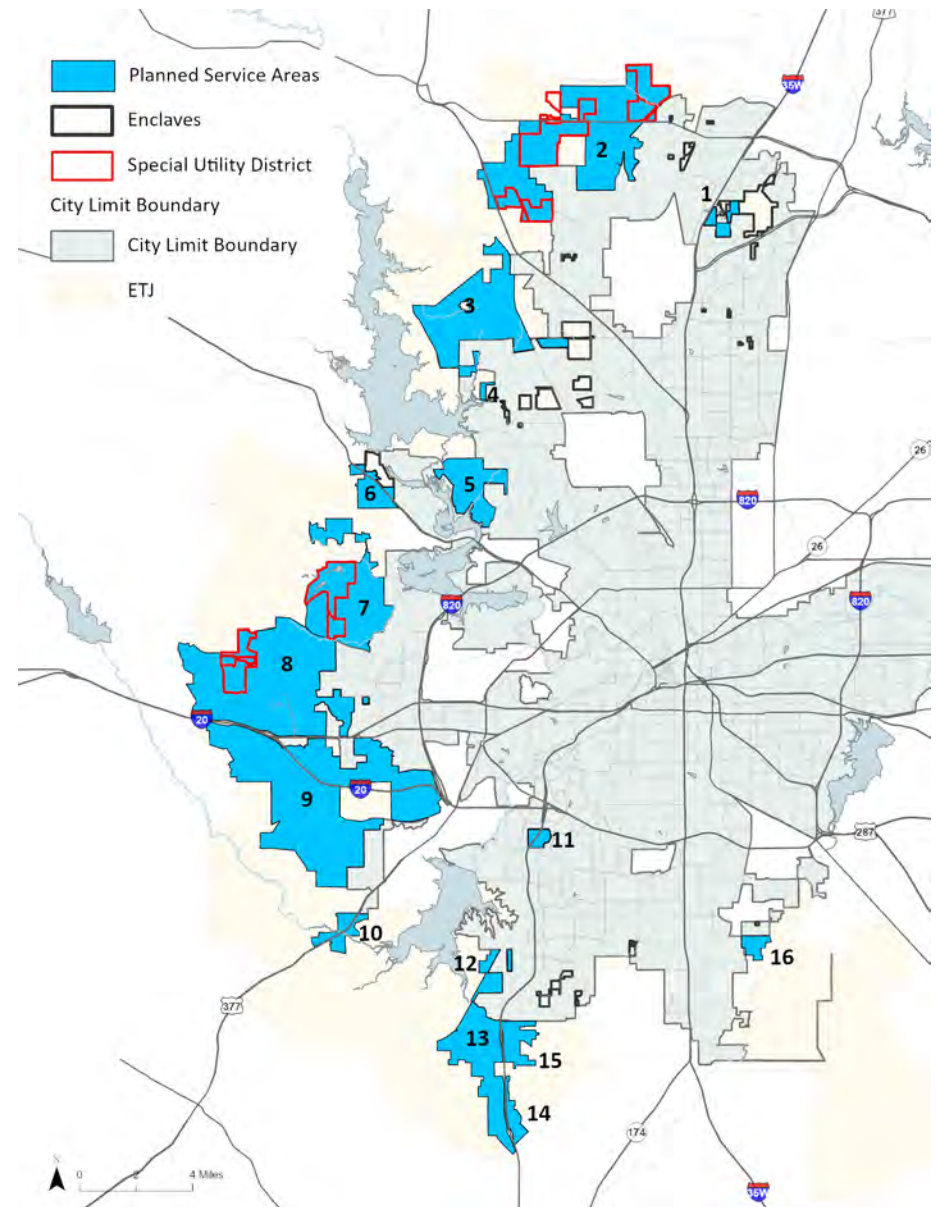 Planned Service Areas
Enclaves
Special Utility District
City Limit Boundary
City Limit Boundary
ETJ
377
35W
2
1
3
4
26
5
820
6
26
7
820
820
8
20
9
20
11
287
10
12
16
377
13
15
14
174
N
0 2 4 Miles
35W